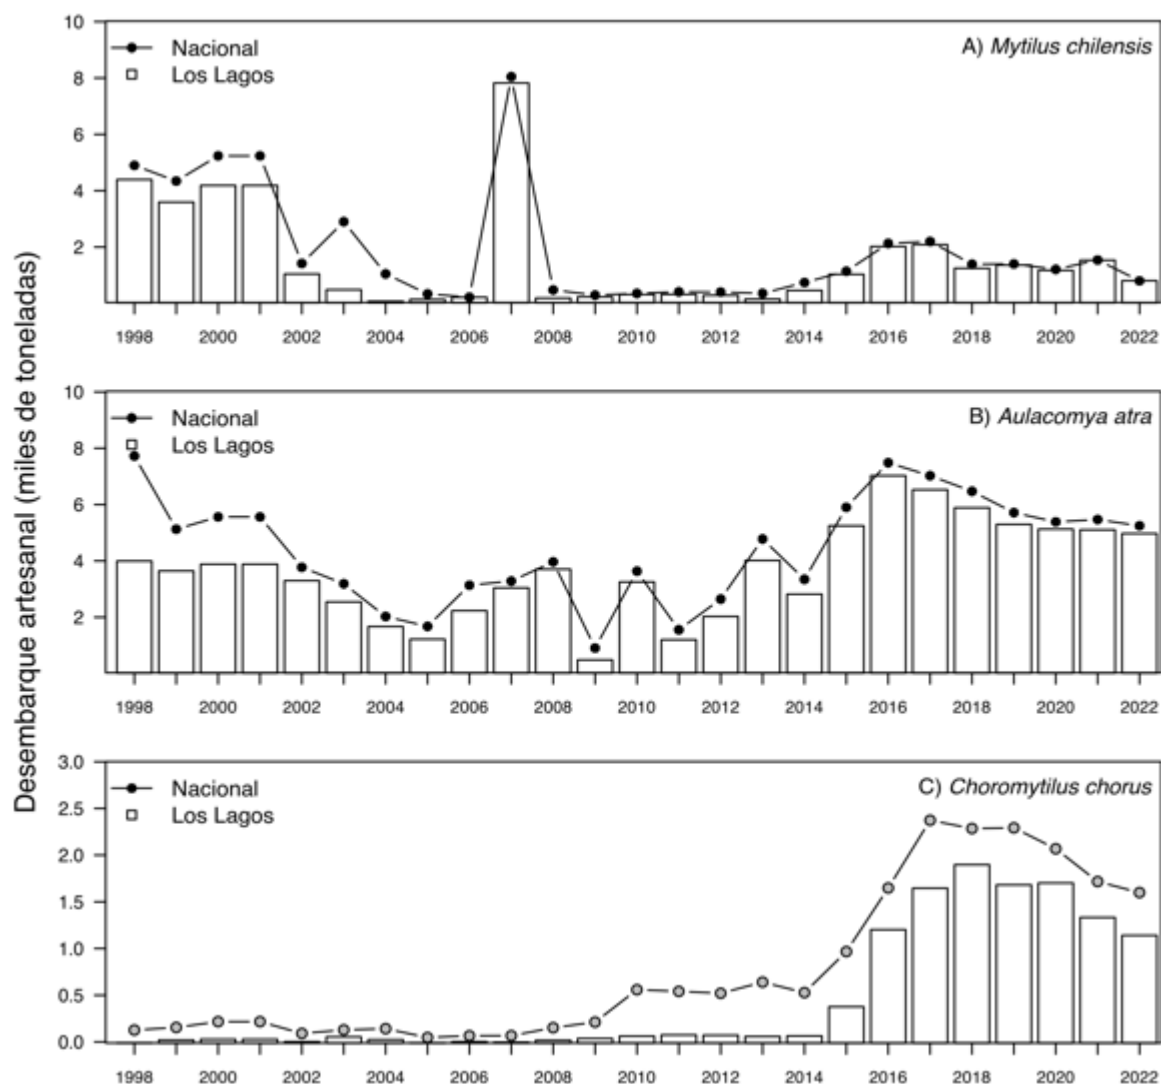 Desembarque artesanal (miles de toneladas)
10
8
6
4
2
Nacional
Los Lagos
A) Mytilus chilensis
1998 2000 2002 2004 2006 2008 2010 2012 2014 2016 2018 2020 2022
10
8
6
4
2
Nacional
Los Lagos
B) Aulacomya atra
1998 2000 2002 2004 2006 2008 2010 2012 2014 2016 2018 2020 2022
3.0
2.5
2.0
1.5
1.0
0.5
0.0
Nacional
Los Lagos
C) Choromytilus chorus
1998 2000 2002 2004 2006 2008 2010 2012 2014 2016 2018 2020 2022